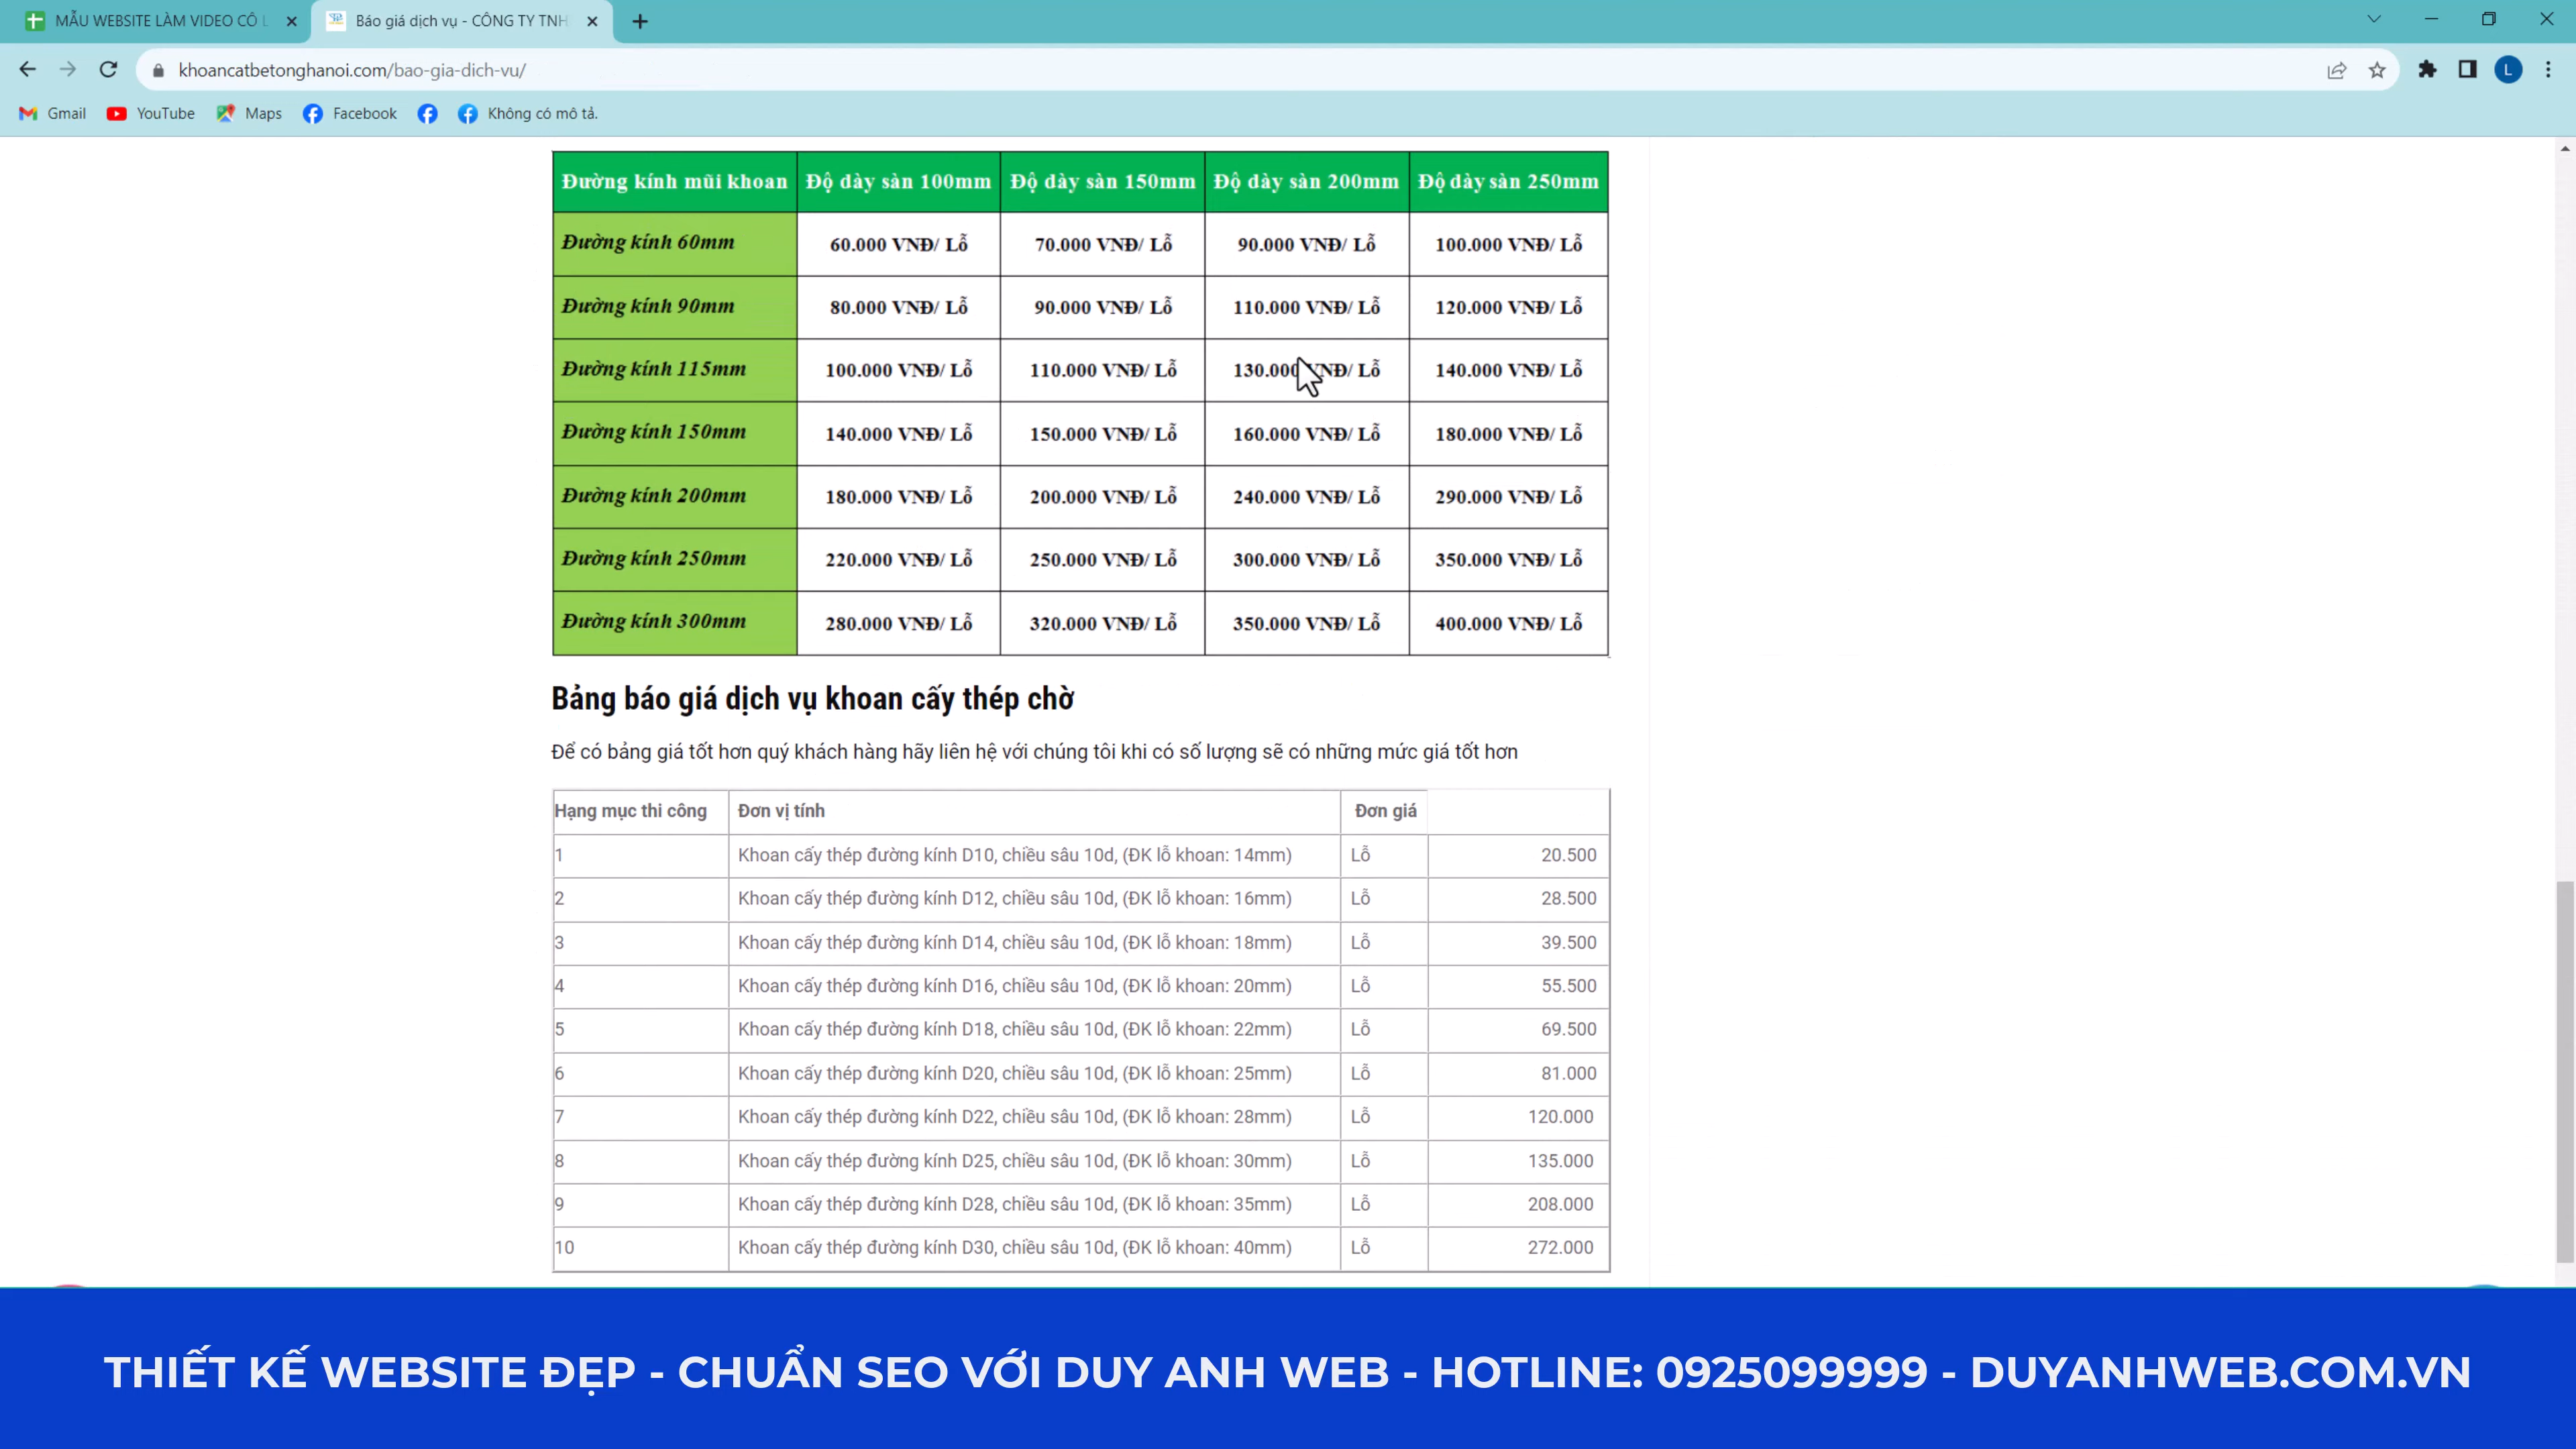 MẪU WEBSITE LÀM VIDEO CÔ L
Báo giá dịch vụ - CÔNG TY TNH
khoancatbetonghanoi.com/bao-gia-dich-vu/
L
Gmail YouTube Maps Facebook Không có mô tả.
Đường kính mũi khoan Độ dày sàn 100mm Độ dày sàn 150mm Độ dày sàn 200mm Độ dày sàn 250mm
Đường kính 60mm 60.000 VNĐ/ Lỗ 70.000 VNĐ/ Lỗ 90.000 VNĐ/ Lỗ 100.000 VNĐ/ Lỗ
Đường kính 90mm 80.000 VNĐ/ Lỗ 90.000 VNĐ/ Lỗ 110.000 VNĐ/ Lỗ 120.000 VNĐ/ Lỗ
Đường kính 115mm 100.000 VNĐ/ Lỗ 110.000 VNĐ/ Lỗ 130.000 VNĐ/ Lỗ 140.000 VNĐ/ Lỗ
Đường kính 150mm 140.000 VNĐ/ Lỗ 150.000 VNĐ/ Lỗ 160.000 VNĐ/ Lỗ 180.000 VNĐ/ Lỗ
Đường kính 200mm 180.000 VNĐ/ Lỗ 200.000 VNĐ/ Lỗ 240.000 VNĐ/ Lỗ 290.000 VNĐ/ Lỗ
Đường kính 250mm 220.000 VNĐ/ Lỗ 250.000 VNĐ/ Lỗ 300.000 VNĐ/ Lỗ 350.000 VNĐ/ Lỗ
Đường kính 300mm 280.000 VNĐ/ Lỗ 320.000 VNĐ/ Lỗ 350.000 VNĐ/ Lỗ 400.000 VNĐ/ Lỗ
Bảng báo giá dịch vụ khoan cấy thép chờ
Để có bảng giá tốt hơn quý khách hàng hãy liên hệ với chúng tôi khi có số lượng sẽ có những mức giá tốt hơn
Hạng mục thi công Đơn vị tính Đơn giá
1 Khoan cấy thép đường kính D10, chiều sâu 10d, (ĐK lỗ khoan: 14mm) Lỗ 20.500
2 Khoan cấy thép đường kính D12, chiều sâu 10d, (ĐK lỗ khoan: 16mm) Lỗ 28.500
3 Khoan cấy thép đường kính D14, chiều sâu 10d, (ĐK lỗ khoan: 18mm) Lỗ 39.500
4 Khoan cấy thép đường kính D16, chiều sâu 10d, (ĐK lỗ khoan: 20mm) Lỗ 55.500
5 Khoan cấy thép đường kính D18, chiều sâu 10d, (ĐK lỗ khoan: 22mm) Lỗ 69.500
6 Khoan cấy thép đường kính D20, chiều sâu 10d, (ĐK lỗ khoan: 25mm) Lỗ 81.000
7 Khoan cấy thép đường kính D22, chiều sâu 10d, (ĐK lỗ khoan: 28mm) Lỗ 120.000
8 Khoan cấy thép đường kính D25, chiều sâu 10d, (ĐK lỗ khoan: 30mm) Lỗ 135.000
9 Khoan cấy thép đường kính D28, chiều sâu 10d, (ĐK lỗ khoan: 35mm) Lỗ 208.000
10 Khoan cấy thép đường kính D30, chiều sâu 10d, (ĐK lỗ khoan: 40mm) Lỗ 272.000
THIẾT KẾ WEBSITE ĐẸP - CHUẨN SEO VỚI DUY ANH WEB - HOTLINE: 0925099999 - DUYANHWEB.COM.VN